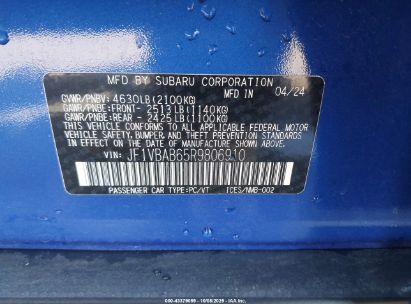 MFD BY SUBARU CORPORATION 04/24
GVWR/PNBV: 4630LB(2100KG)
GAWR/PNBE: FRONT- 2513LB(1140KG)
GAWR/PNBE: REAR - 2425LB(1100KG)
THIS VEHICLE CONFORMS TO ALL APPLICABLE FEDERAL MOTOR
VEHICLE SAFETY, BUMPER, AND THEFT PREVENTION STANDARDS
IN EFFECT ON THE DATE OF MANUFACTURE SHOWN ABOVE.
VIN: JF1VBAB65R9806910
PASSENGER CAR TYPE:PC/VT ICES/NMB-002